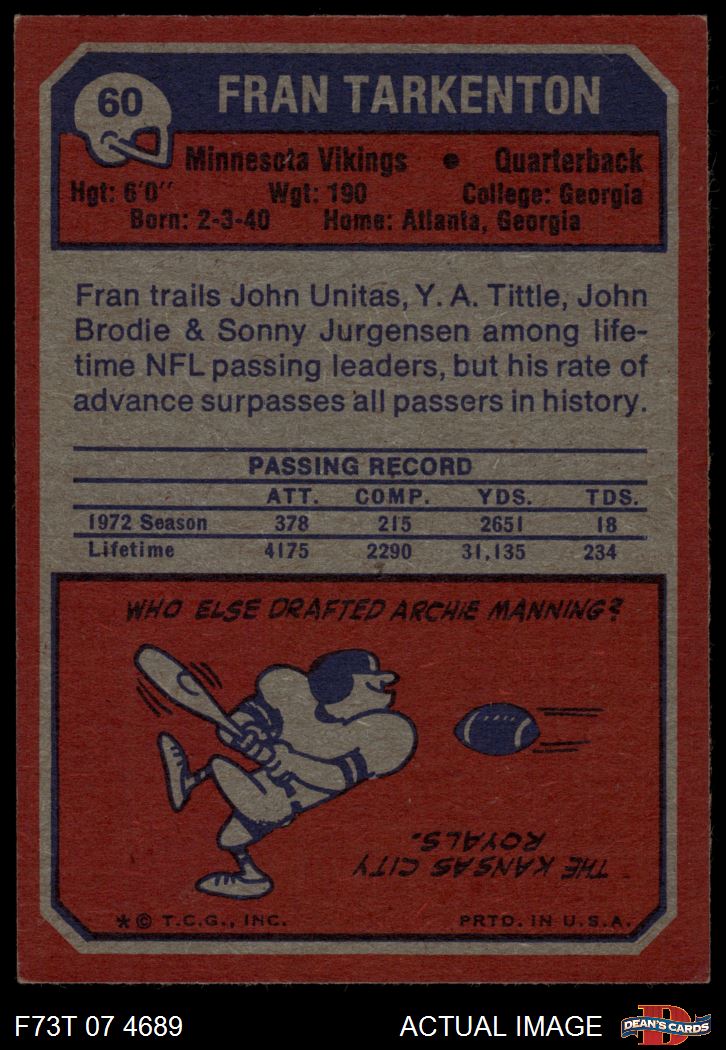 60
FRAN TARKENTON
Minnesota Vikings • Quarterback
Hgt: 6'0" Wgt: 190 College: Georgia
Born: 2-3-40 Home: Atlanta, Georgia
Fran trails John Unitas, Y. A. Tittle, John
Brodie & Sonny Jurgensen among life-
time NFL passing leaders, but his rate of
advance surpasses all passers in history.
PASSING RECORD
ATT. COMP. YDS. TDS.
1972 Season 378 215 2651 18
Lifetime 4175 2290 31,135 234
WHO ELSE DRAFTED ARCHIE MANNING?
THE KANSAS CITY
ROYALS.
* © T.C.G., INC. PRTD. IN U.S.A.
F73T 07 4689 ACTUAL IMAGE
D
DEAN'S CARDS